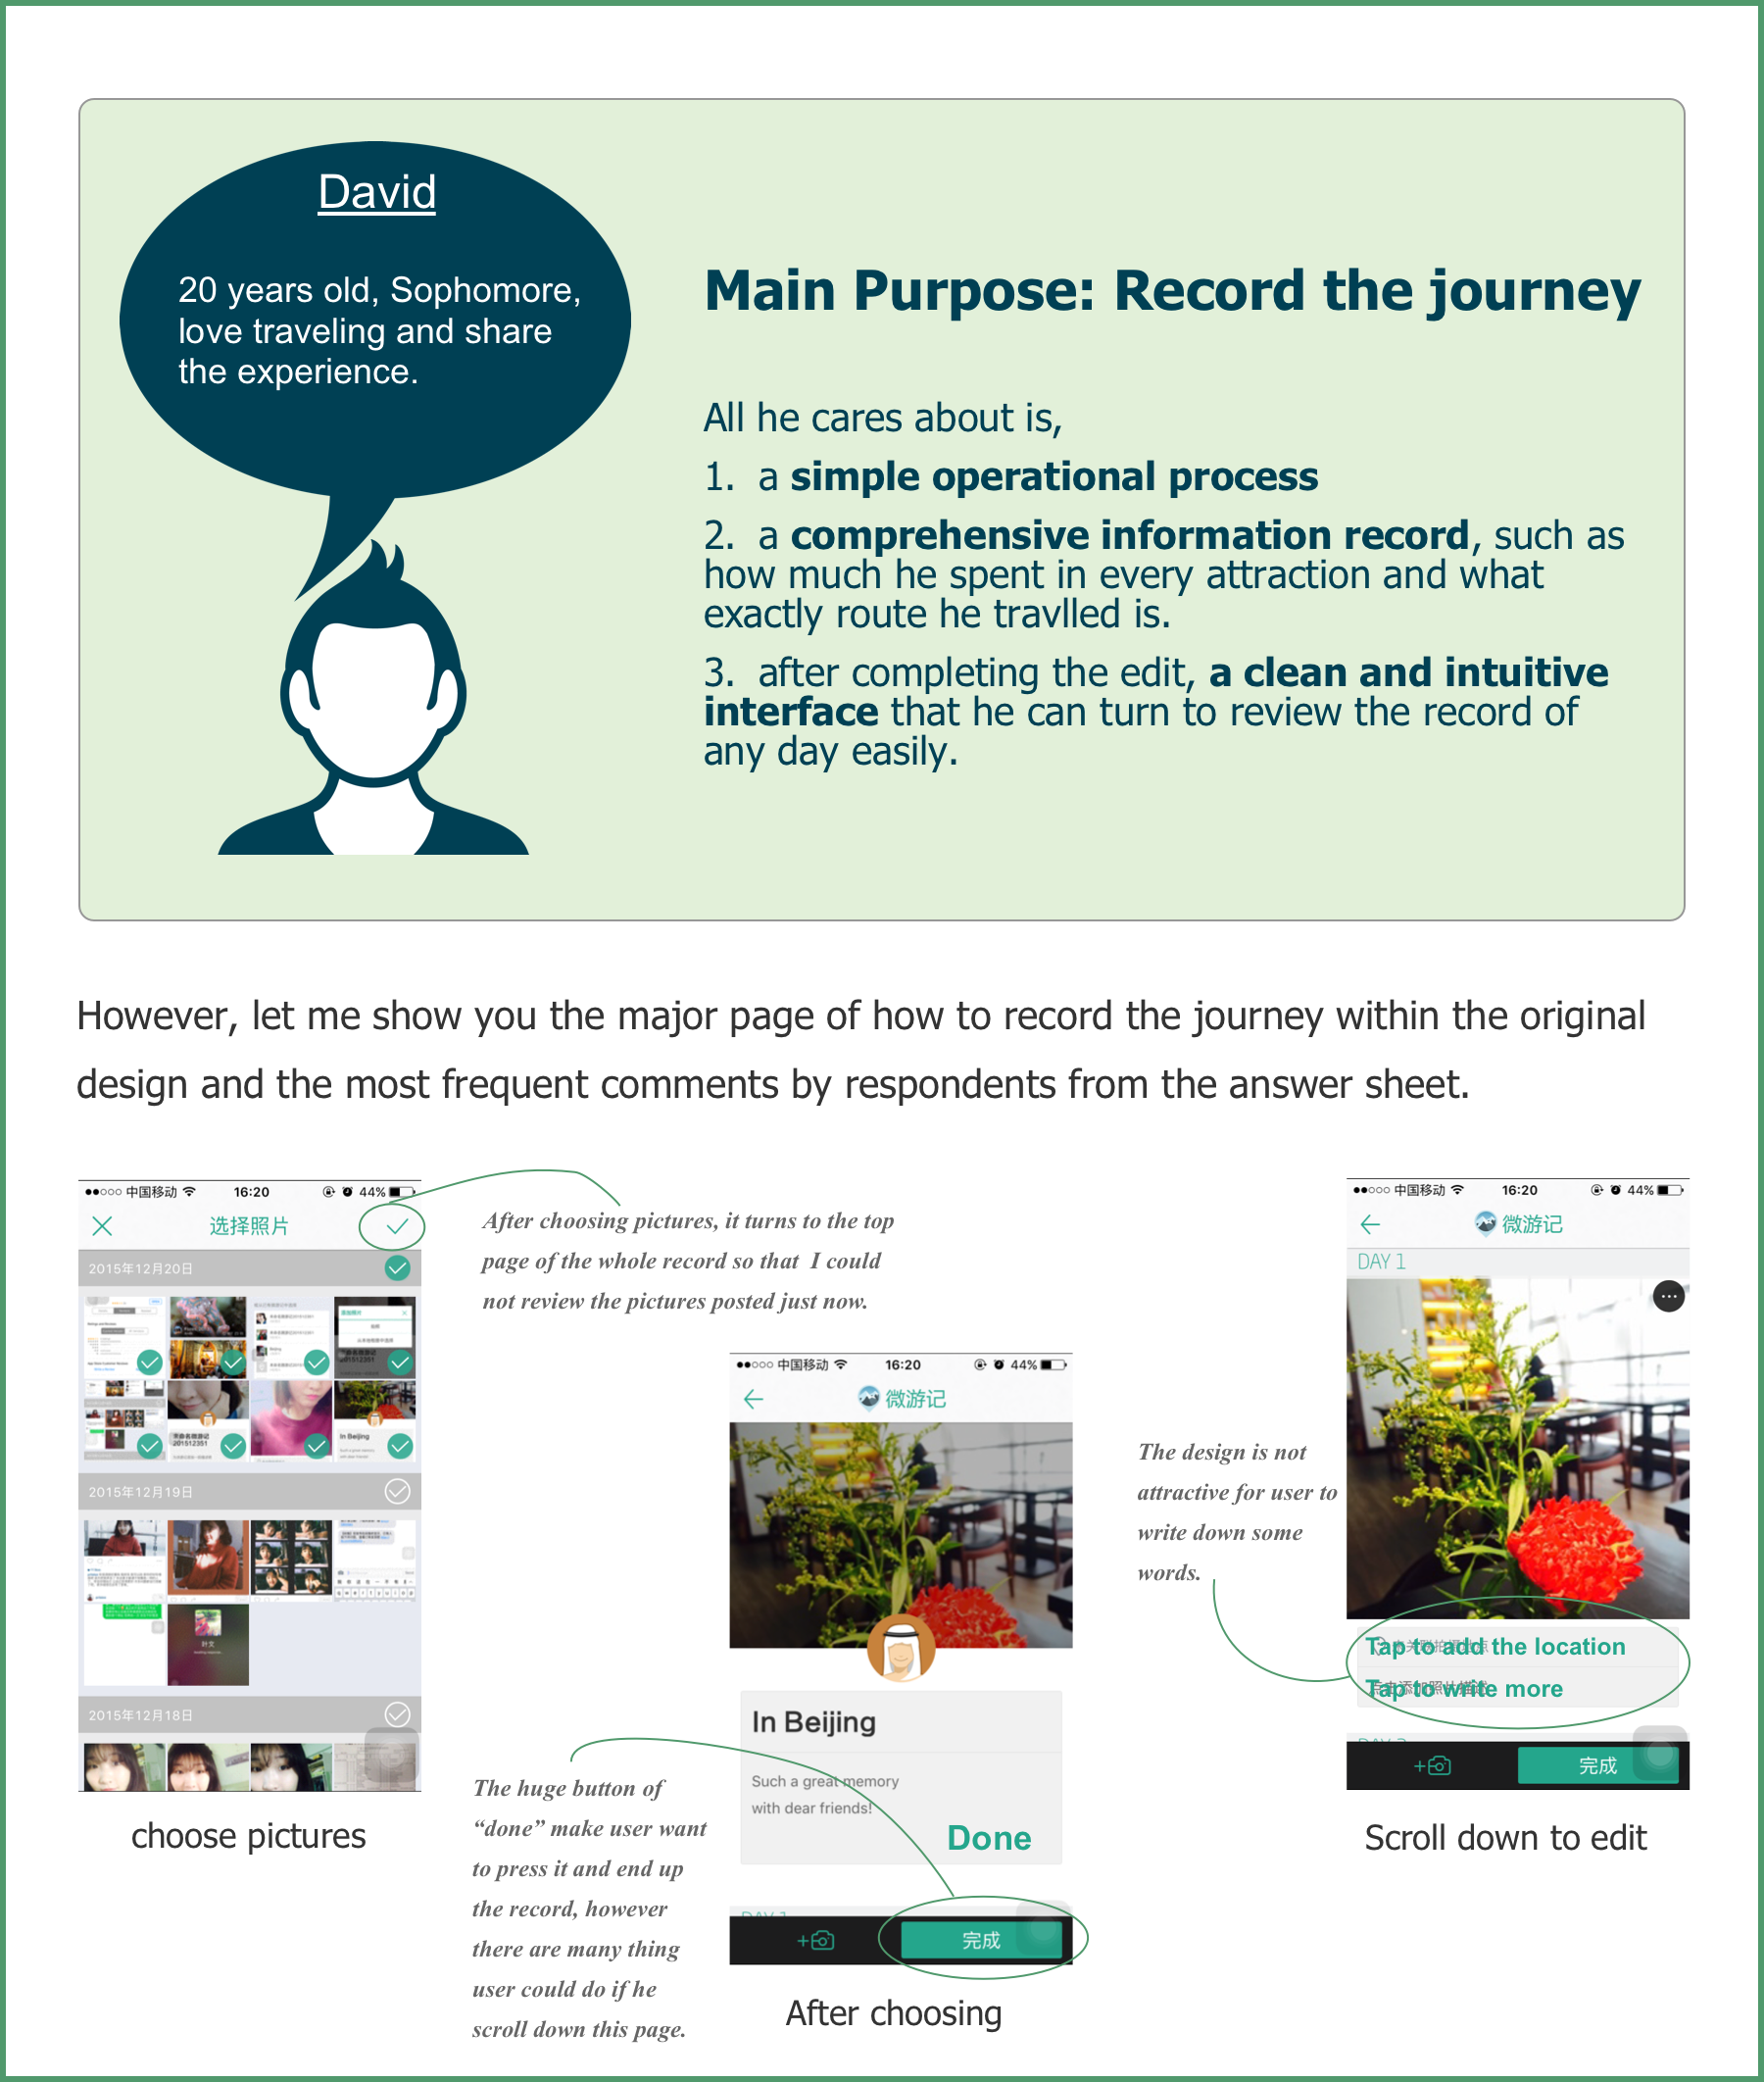 David
20 years old, Sophomore,
love traveling and share
the experience.
Main Purpose: Record the journey
All he cares about is,
1. a simple operational process
2. a comprehensive information record, such as
how much he spent in every attraction and what
exactly route he travlled is.
3. after completing the edit, a clean and intuitive
interface that he can turn to review the record of
any day easily.
However, let me show you the major page of how to record the journey within the original
design and the most frequent comments by respondents from the answer sheet.
中国移动 16:20 44%
选择照片
2015年12月20日
未命名微游记
201512351
In Beijing
2015年12月19日
叶文
2015年12月18日
choose pictures
After choosing pictures, it turns to the top
page of the whole record so that I could
not review the pictures posted just now.
The huge button of
“done” make user want
to press it and end up
the record, however
there are many thing
user could do if he
scroll down this page.
中国移动 16:20 44%
微游记
In Beijing
Such a great memory
with dear friends!
Done
DAY 1
+ 完成
After choosing
The design is not
attractive for user to
write down some
words.
中国移动 16:20 44%
微游记
DAY 1
Tap to add the location
Tap to write more
+ 完成
Scroll down to edit